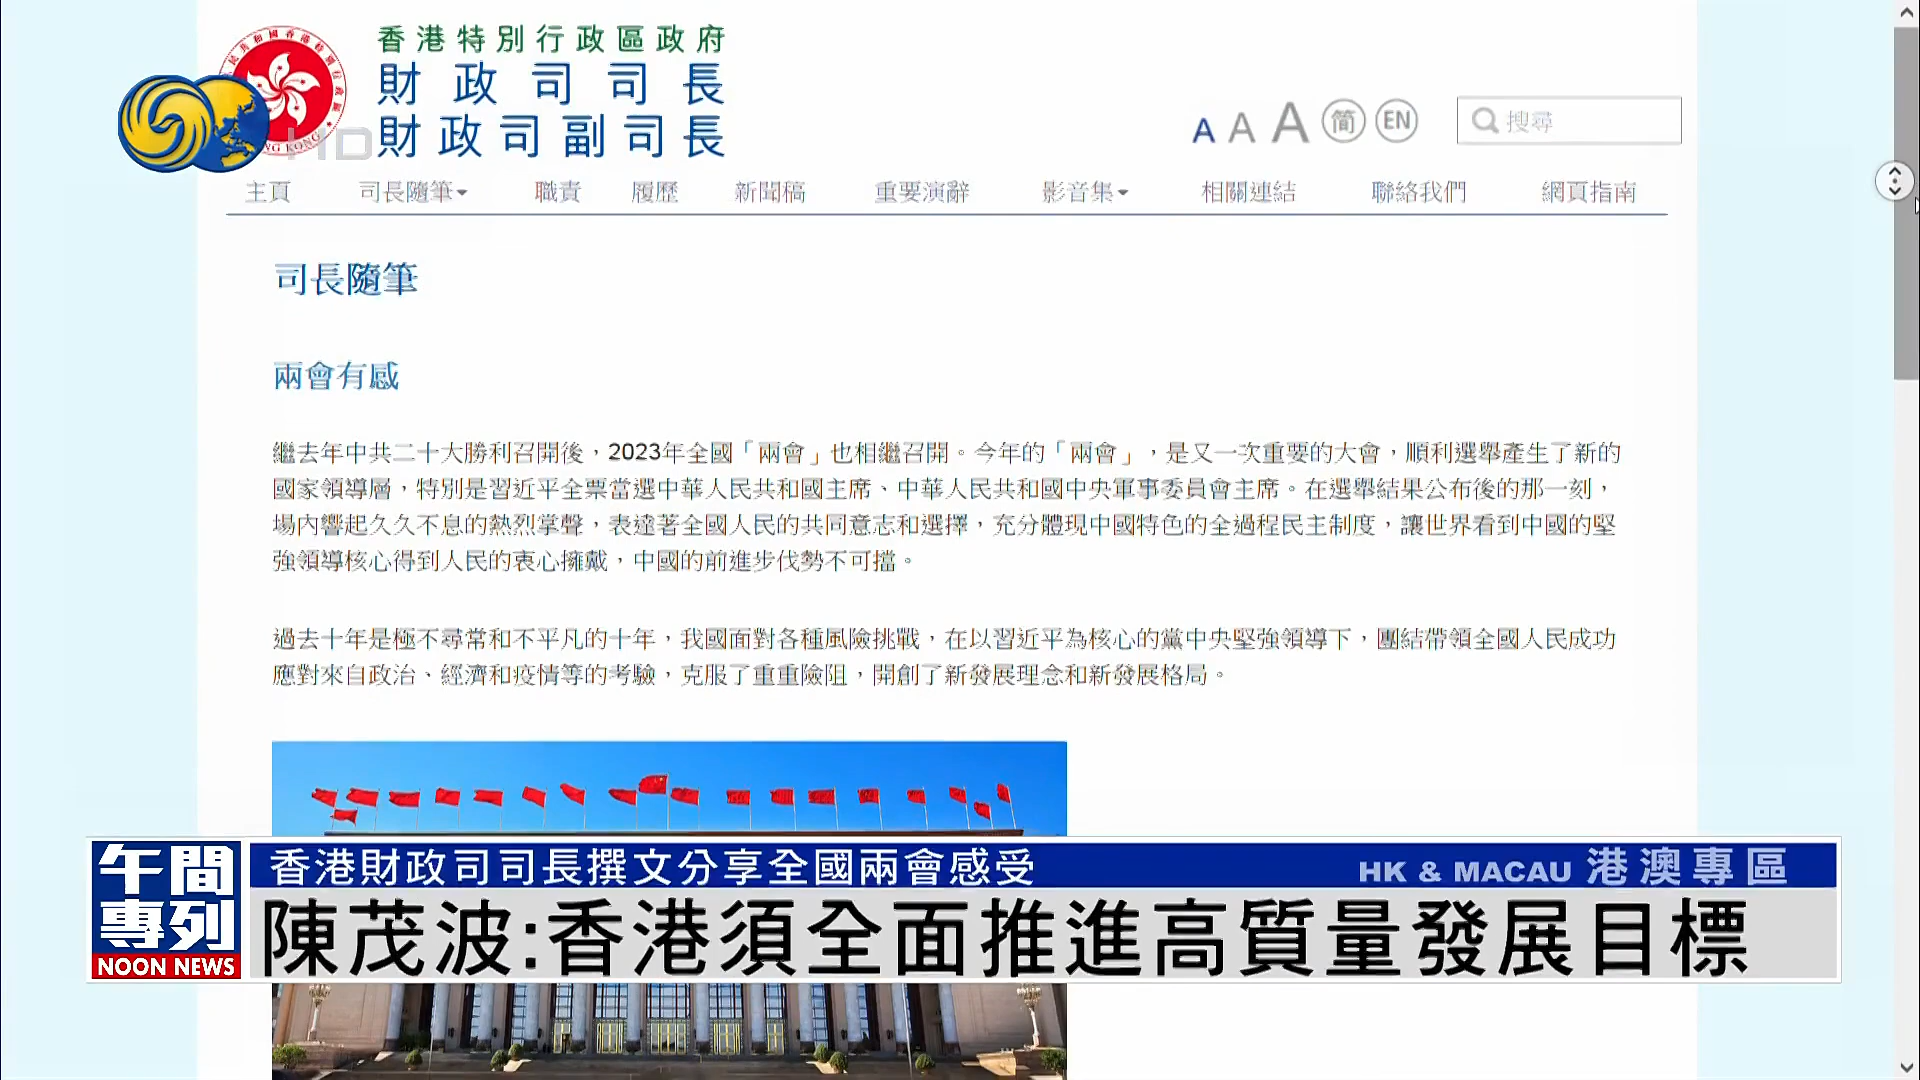 香港特別行政區政府
財政司司長
財政司副司長
HD
A A A 简 EN 搜尋
主頁 司長隨筆 職責 履歷 新聞稿 重要演辭 影音集 相關連結 聯絡我們 網頁指南
司長隨筆
兩會有感
繼去年中共二十大勝利召開後，2023年全國「兩會」也相繼召開。今年的「兩會」，是又一次重要的大會，順利選舉產生了新的
國家領導層，特別是習近平全票當選中華人民共和國主席、中華人民共和國中央軍事委員會主席。在選舉結果公布後的那一刻，
場內響起久久不息的熱烈掌聲，表達著全國人民的共同意志和選擇，充分體現中國特色的全過程民主制度，讓世界看到中國的堅
強領導核心得到人民的衷心擁戴，中國的前進步伐勢不可擋。
過去十年是極不尋常和不平凡的十年，我國面對各種風險挑戰，在以習近平為核心的黨中央堅強領導下，團結帶領全國人民成功
應對來自政治、經濟和疫情等的考驗，克服了重重險阻，開創了新發展理念和新發展格局。
午間
專列
NOON NEWS
香港財政司司長撰文分享全國兩會感受
HK & MACAU 港澳專區
陳茂波:香港須全面推進高質量發展目標